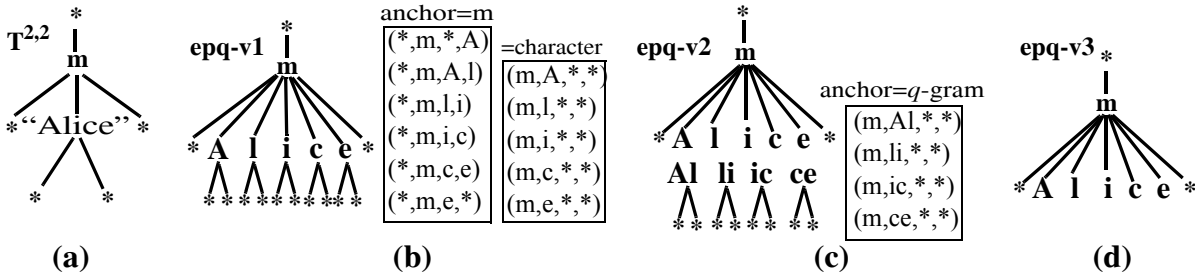 *
T^2,2
m
* "Alice" *
* *
(a)
epq-v1
*
m
* A l i c e *
* * * * * * * * * *
anchor=m
(*,m,*,A)
(*,m,A,l)
(*,m,l,i)
(*,m,i,c)
(*,m,c,e)
(*,m,e,*)
=character
(m,A,*,*)
(m,l,*,*)
(m,i,*,*)
(m,c,*,*)
(m,e,*,*)
(b)
epq-v2
*
m
* A l i c e *
Al li ic ce
* * * * * * * *
anchor=q-gram
(m,Al,*,*)
(m,li,*,*)
(m,ic,*,*)
(m,ce,*,*)
(c)
epq-v3
*
m
* A l i c e *
(d)